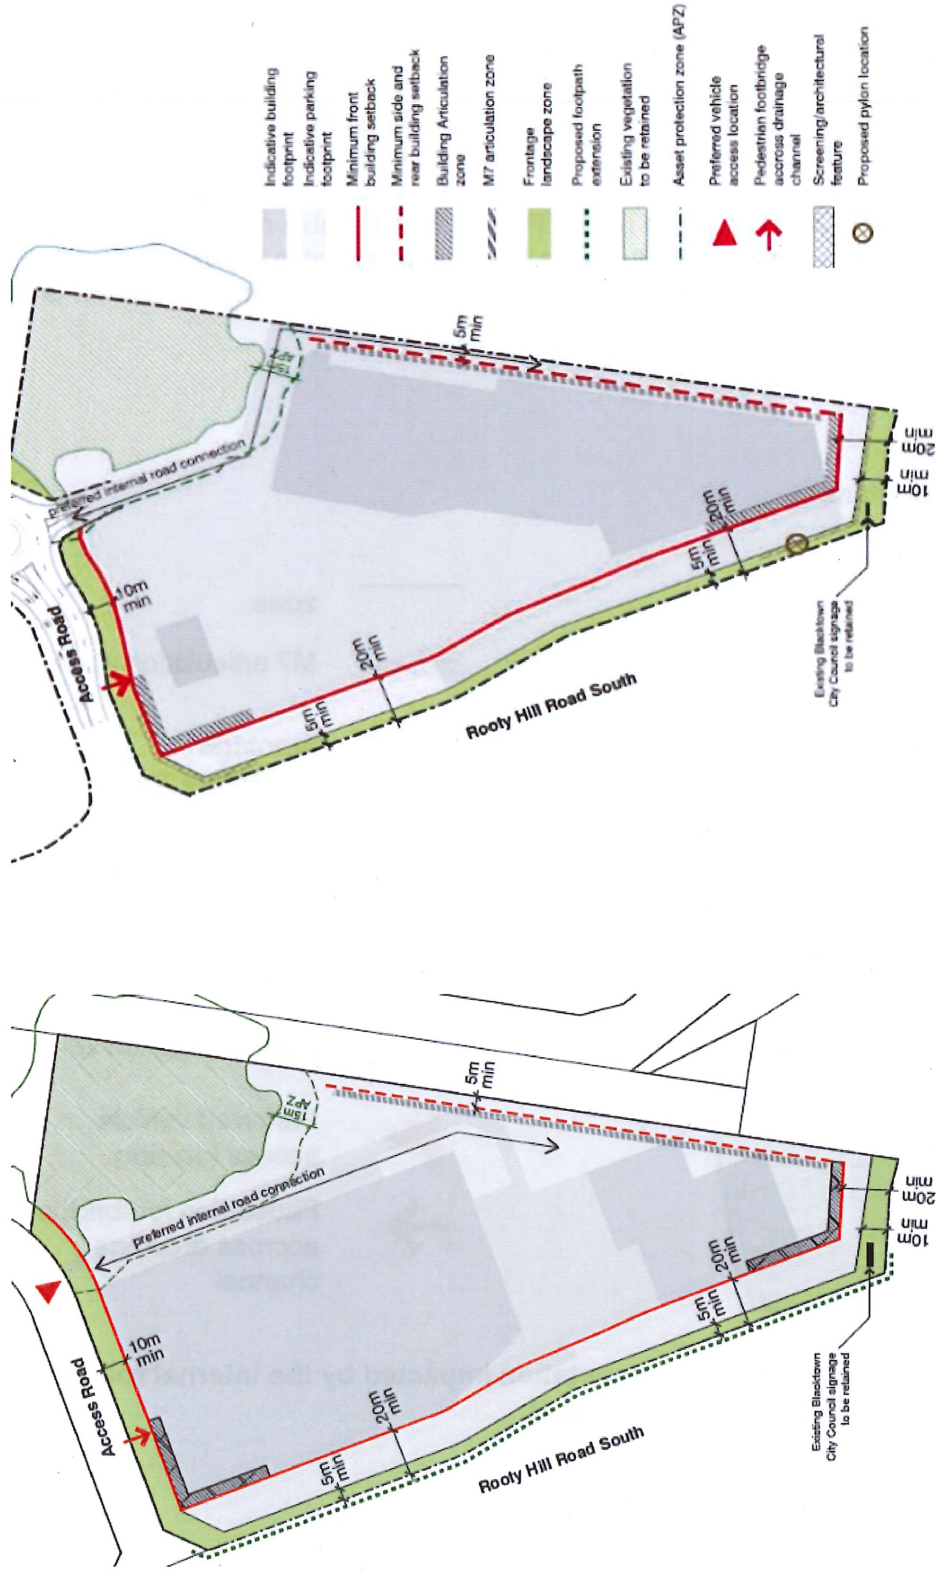 Indicative building
footprint
Indicative parking
footprint
Minimum front
building setback
Minimum side and
rear building setback
Building Articulation
zone
M7 articulation zone
Frontage
landscape zone
Proposed footpath
extension
Existing vegetation
to be retained
Asset protection zone (APZ)
Preferred vehicle
access location
Pedestrian footbridge
accross drainage
channel
Screening/architectural
feature
Proposed pylon location
Access Road
preferred internal road connection
10m
min
5m
min
20m
min
5m
min
20m
min
5m
min
20m
min
10m
min
Rooty Hill Road South
Existing Blacktown
City Council signage
to be retained
zone
Access Road
preferred internal road connection
15m
APZ
10m
min
5m
min
20m
min
5m
min
20m
min
5m
min
20m
min
10m
min
Rooty Hill Road South
Existing Blacktown
City Council signage
to be retained